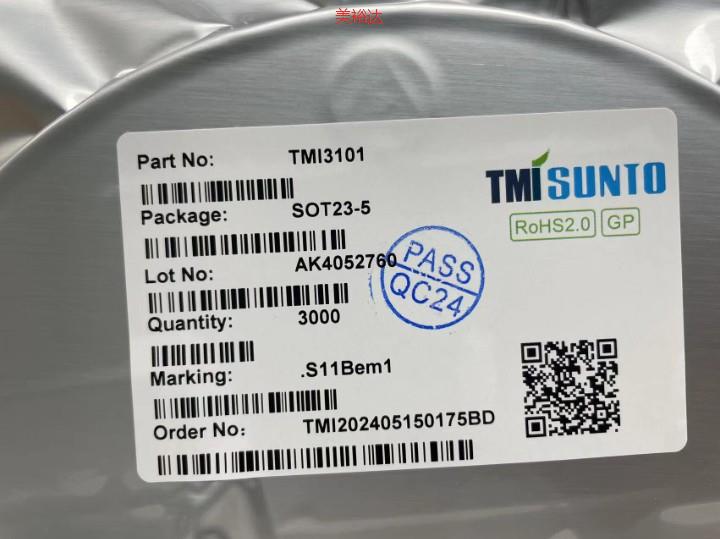 美裕达
Part No: TMI3101
TMI SUNTO
Package: SOT23-5
RoHS2.0 GP
Lot No: AK4052760
PASS
QC24
Quantity: 3000
Marking: .S11Bem1
Order No: TMI202405150175BD